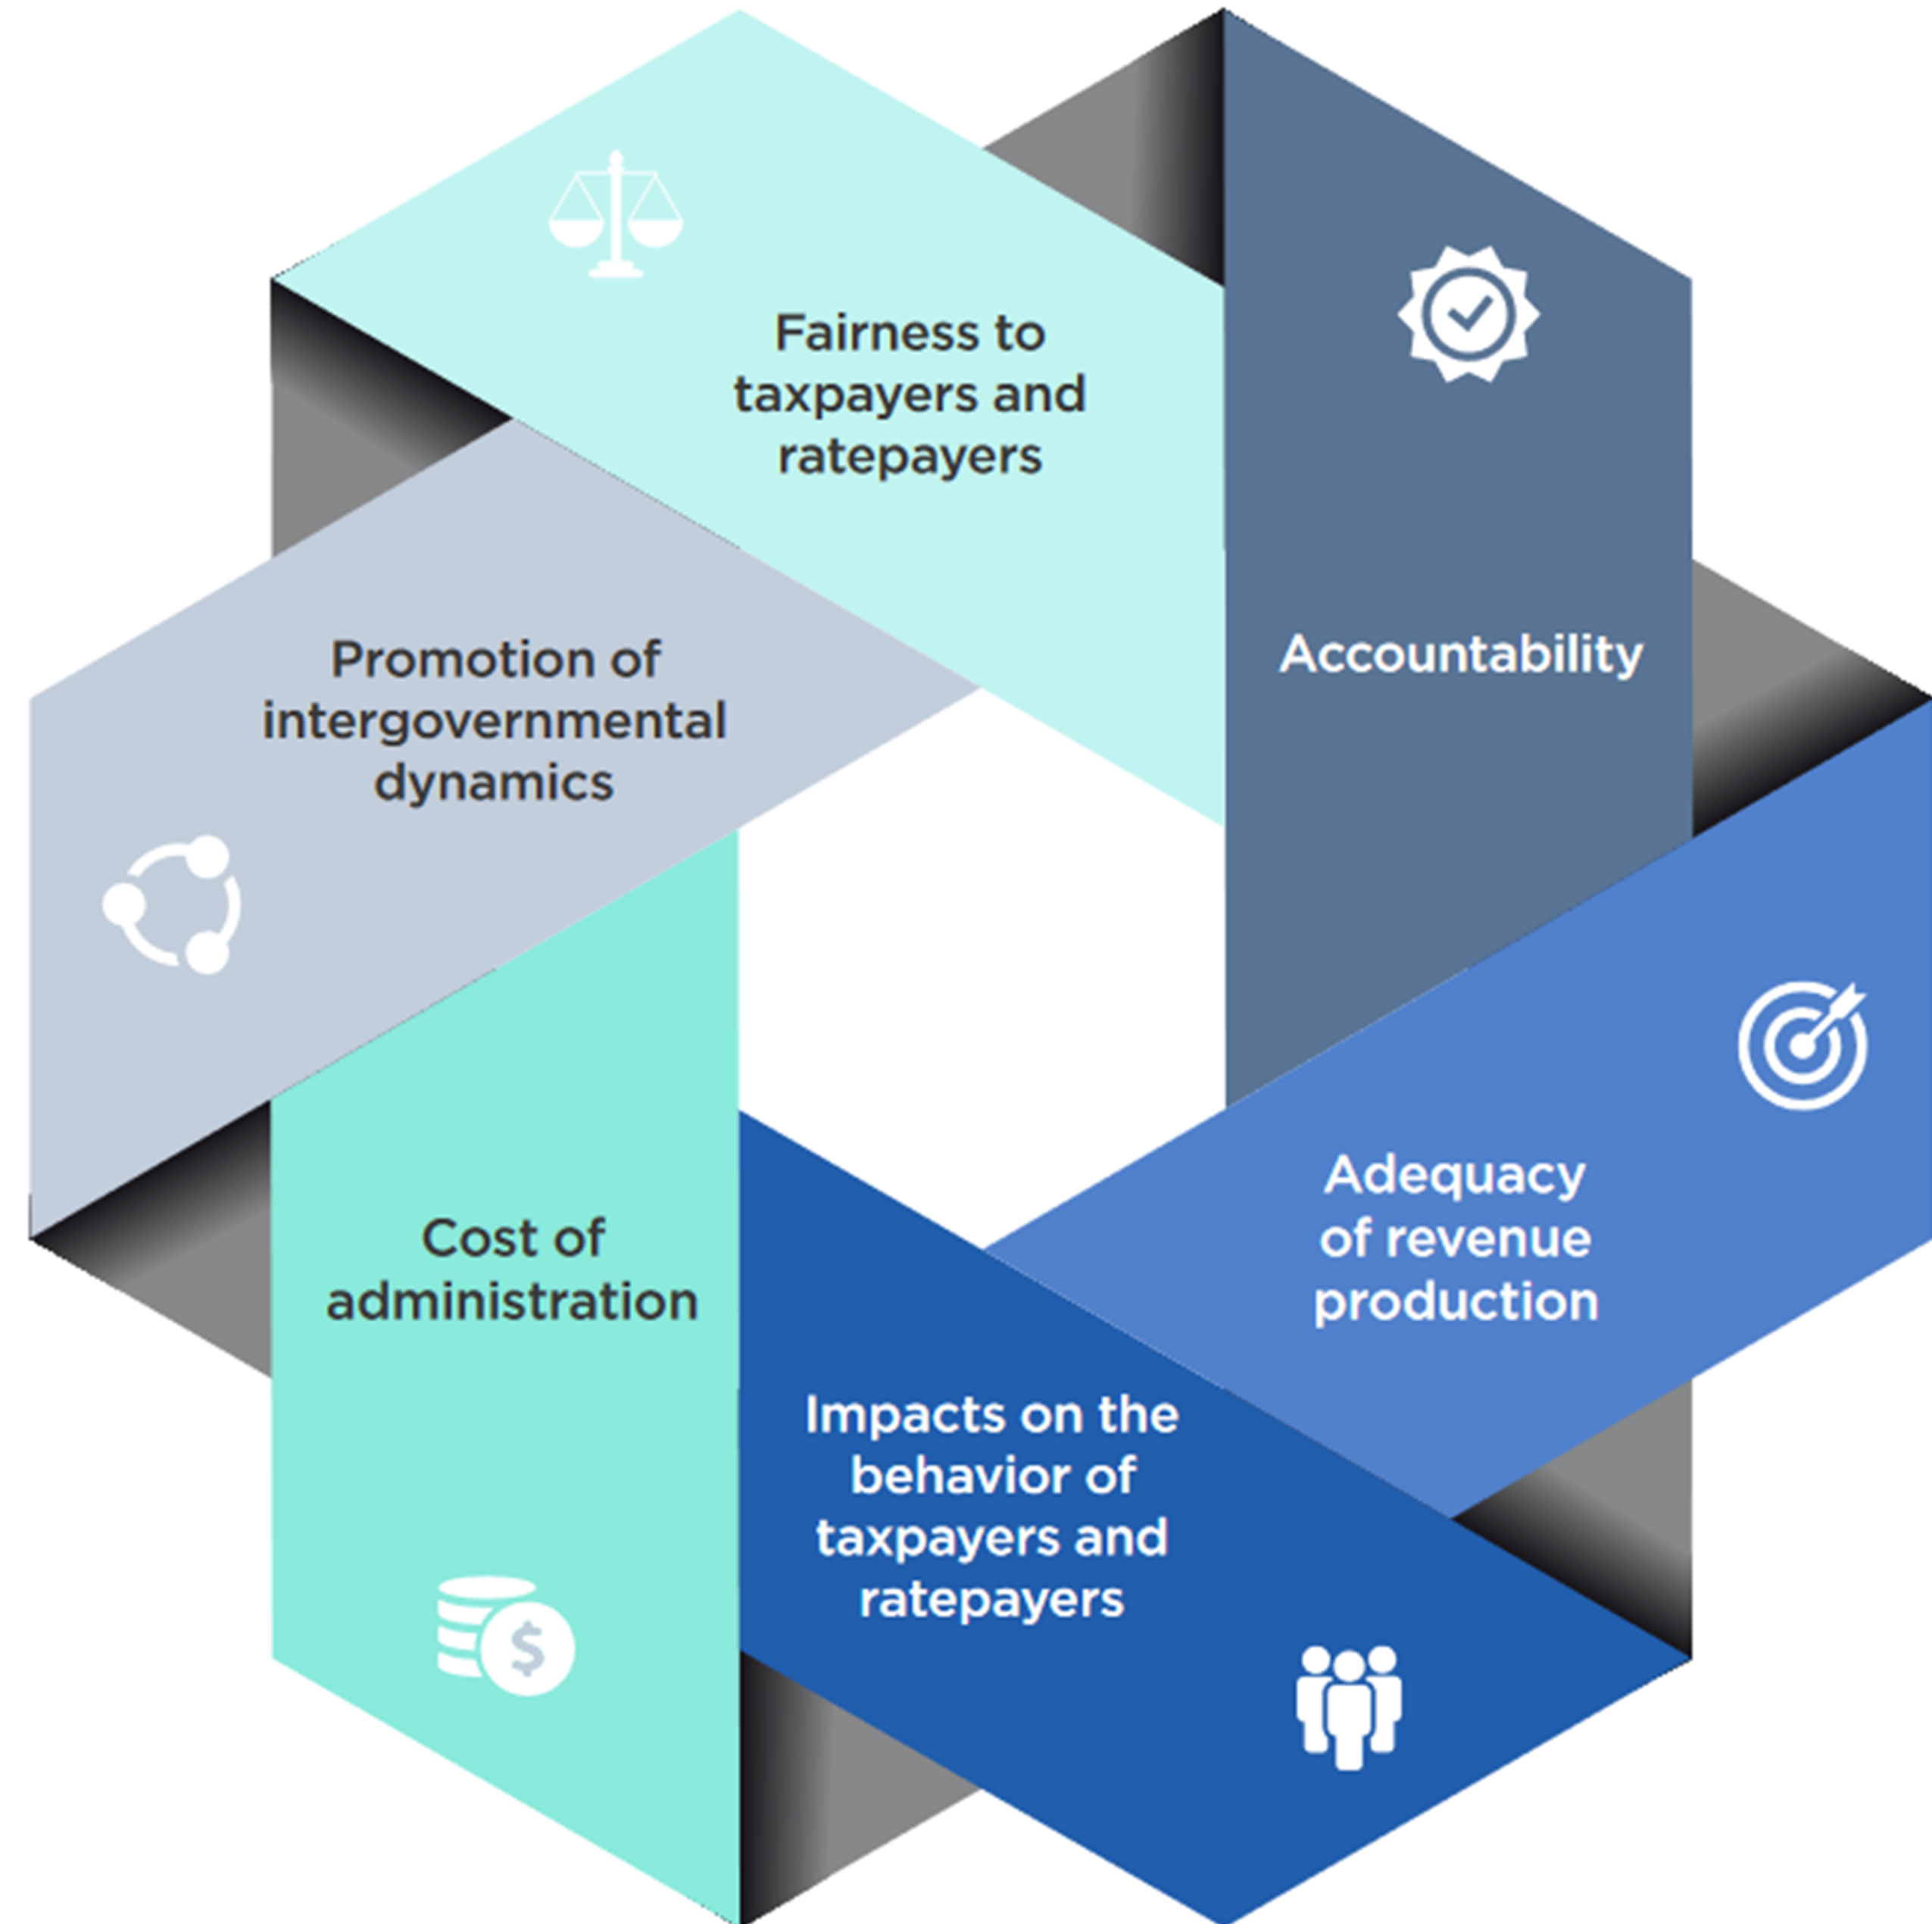 Fairness to
taxpayers and
ratepayers
Accountability
Promotion of
intergovernmental
dynamics
Adequacy
of revenue
production
Cost of
administration
Impacts on the
behavior of
taxpayers and
ratepayers
$